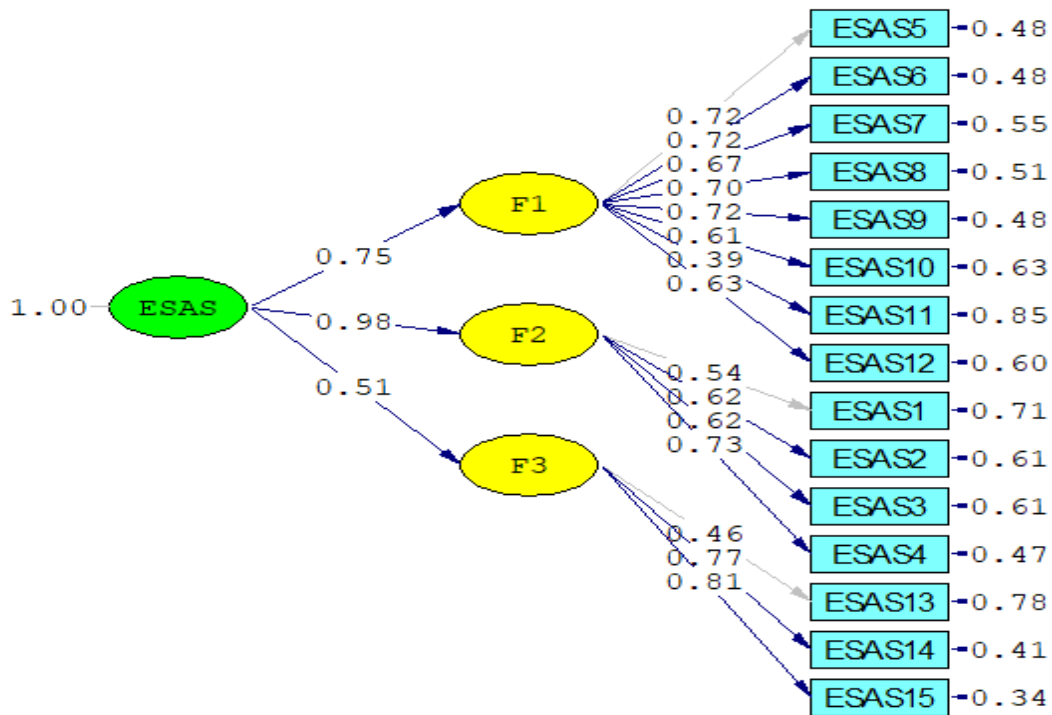 ESAS5 0.48
ESAS6 0.48
0.72
ESAS7 0.55
0.72
0.67
ESAS8 0.51
0.70
F1
0.72
ESAS9 0.48
0.61
0.75
0.39
ESAS10 0.63
0.63
1.00 ESAS
ESAS11 0.85
0.98
F2
ESAS12 0.60
0.54
0.51
0.62
ESAS1 0.71
0.62
0.73
ESAS2 0.61
F3
ESAS3 0.61
0.46
0.77
ESAS4 0.47
0.81
ESAS13 0.78
ESAS14 0.41
ESAS15 0.34